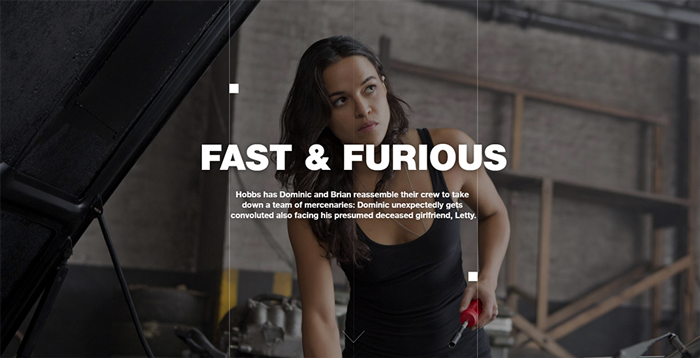 FAST & FURIOUS
Hobbs has Dominic and Brian reassemble their crew to take
down a team of mercenaries: Dominic unexpectedly gets
convoluted also facing his presumed deceased girlfriend, Letty.